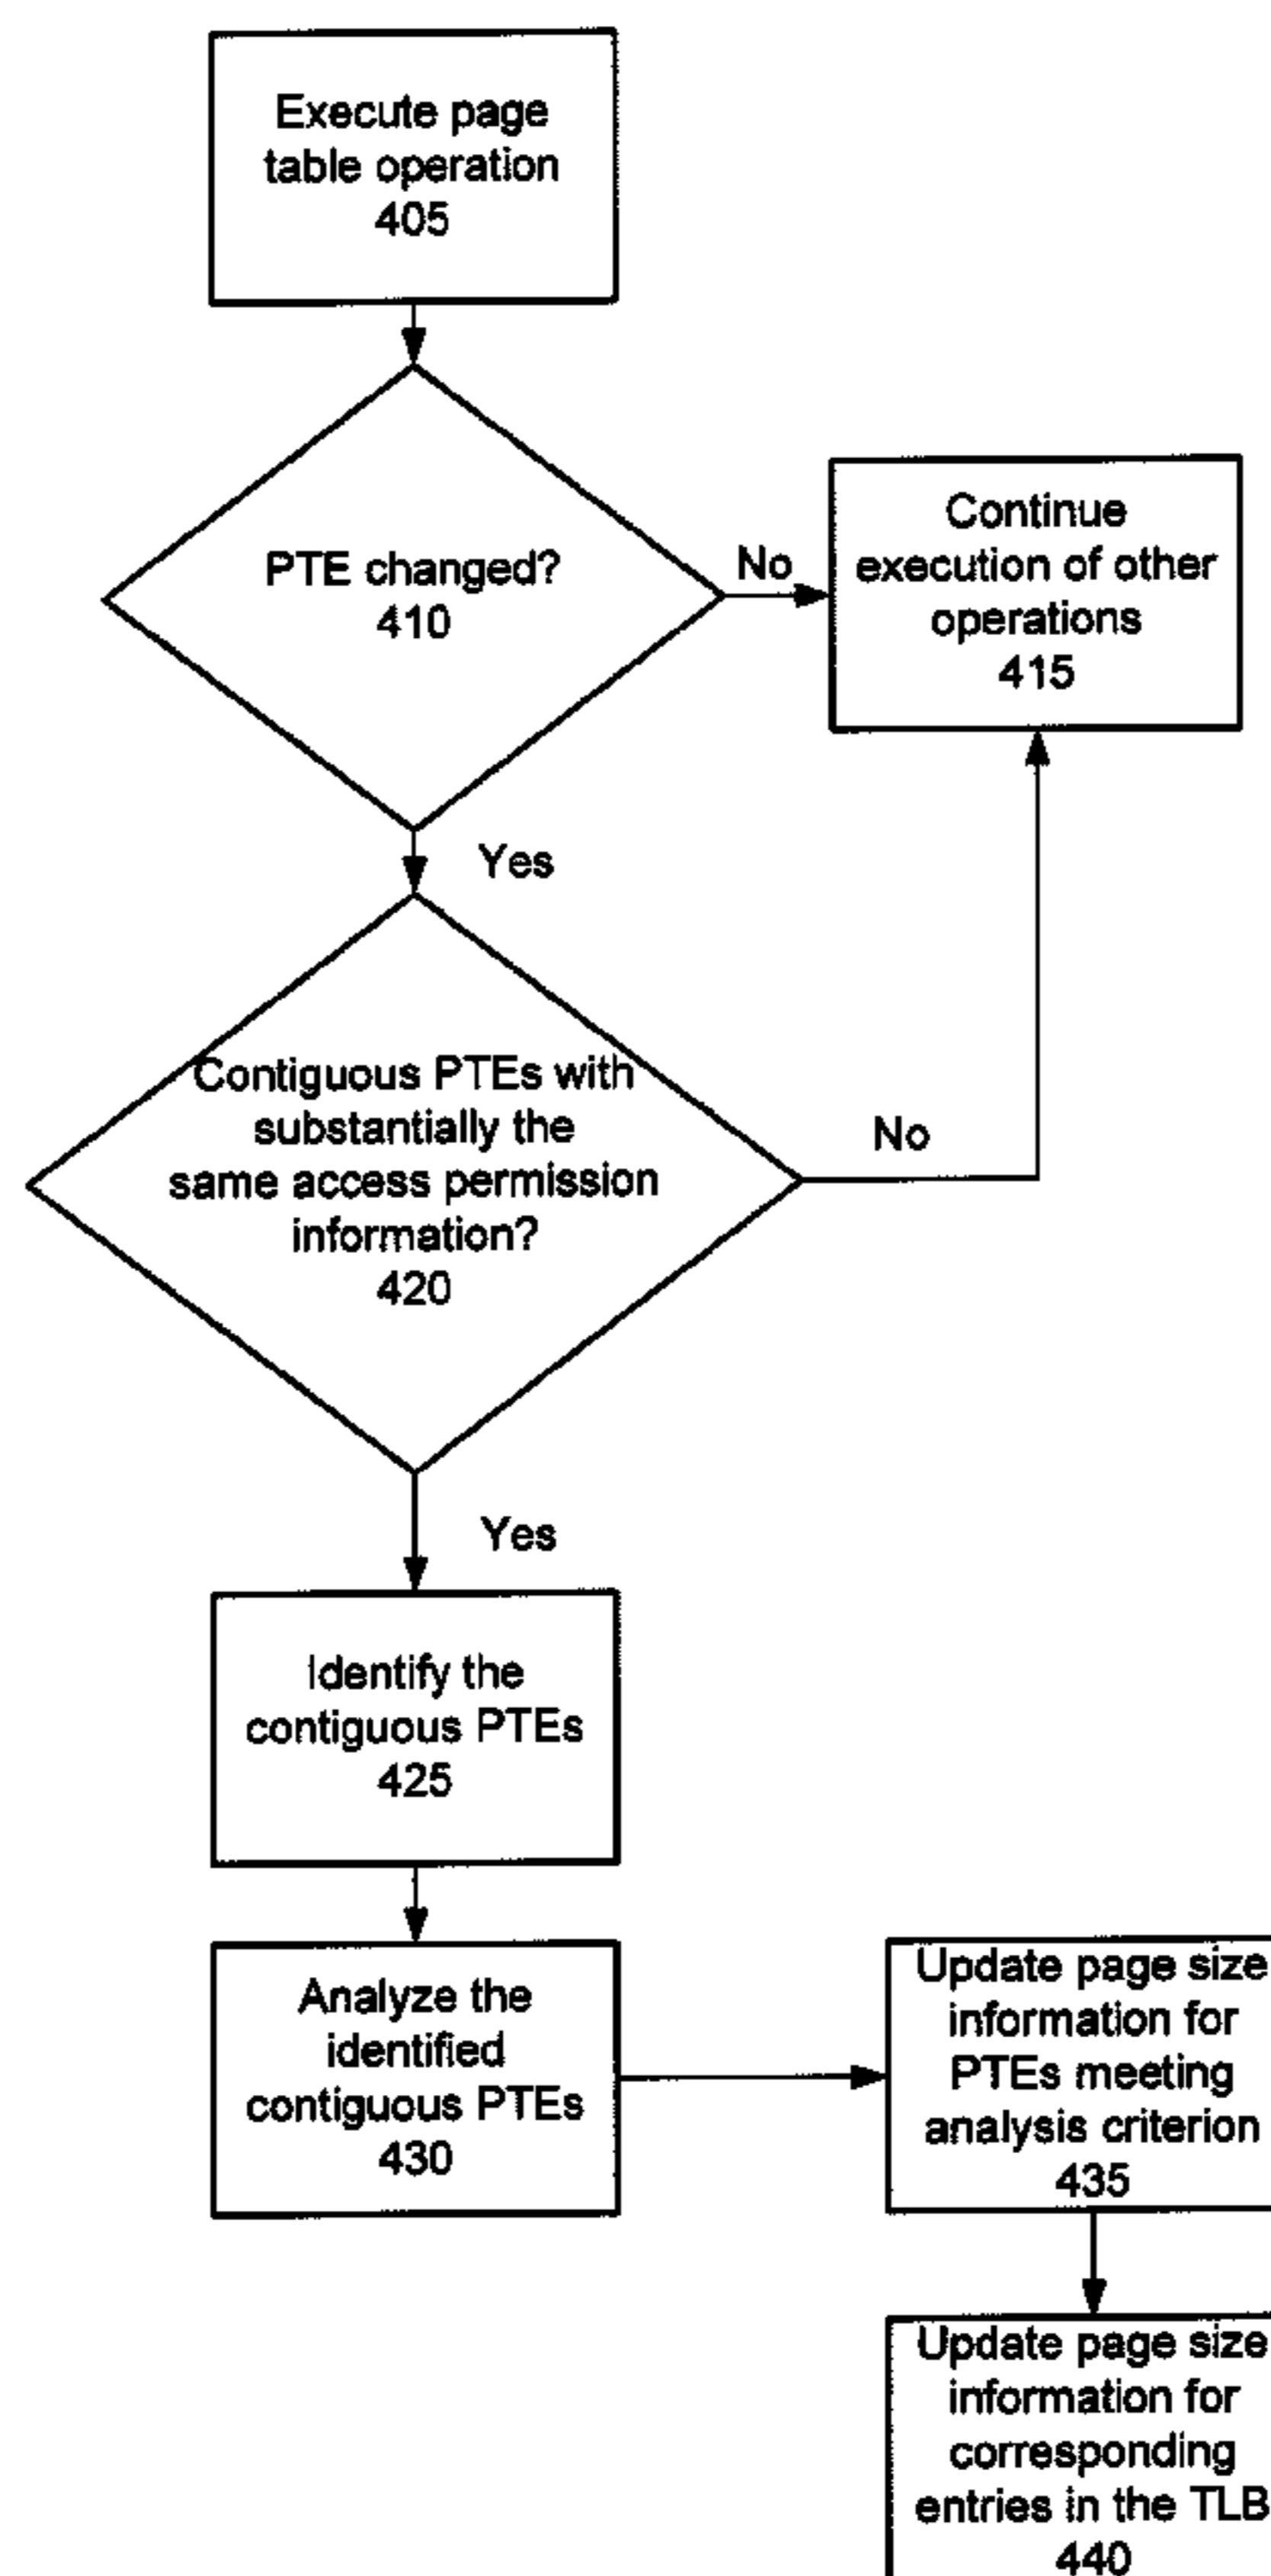 Execute page
table operation
405
PTE changed?
410
No
Continue
execution of other
operations
415
Yes
Contiguous PTEs with
substantially the
same access permission
information?
420
No
Yes
Identify the
contiguous PTEs
425
Analyze the
identified
contiguous PTEs
430
Update page size
information for
PTEs meeting
analysis criterion
435
Update page size
information for
corresponding
entries in the TLB
440